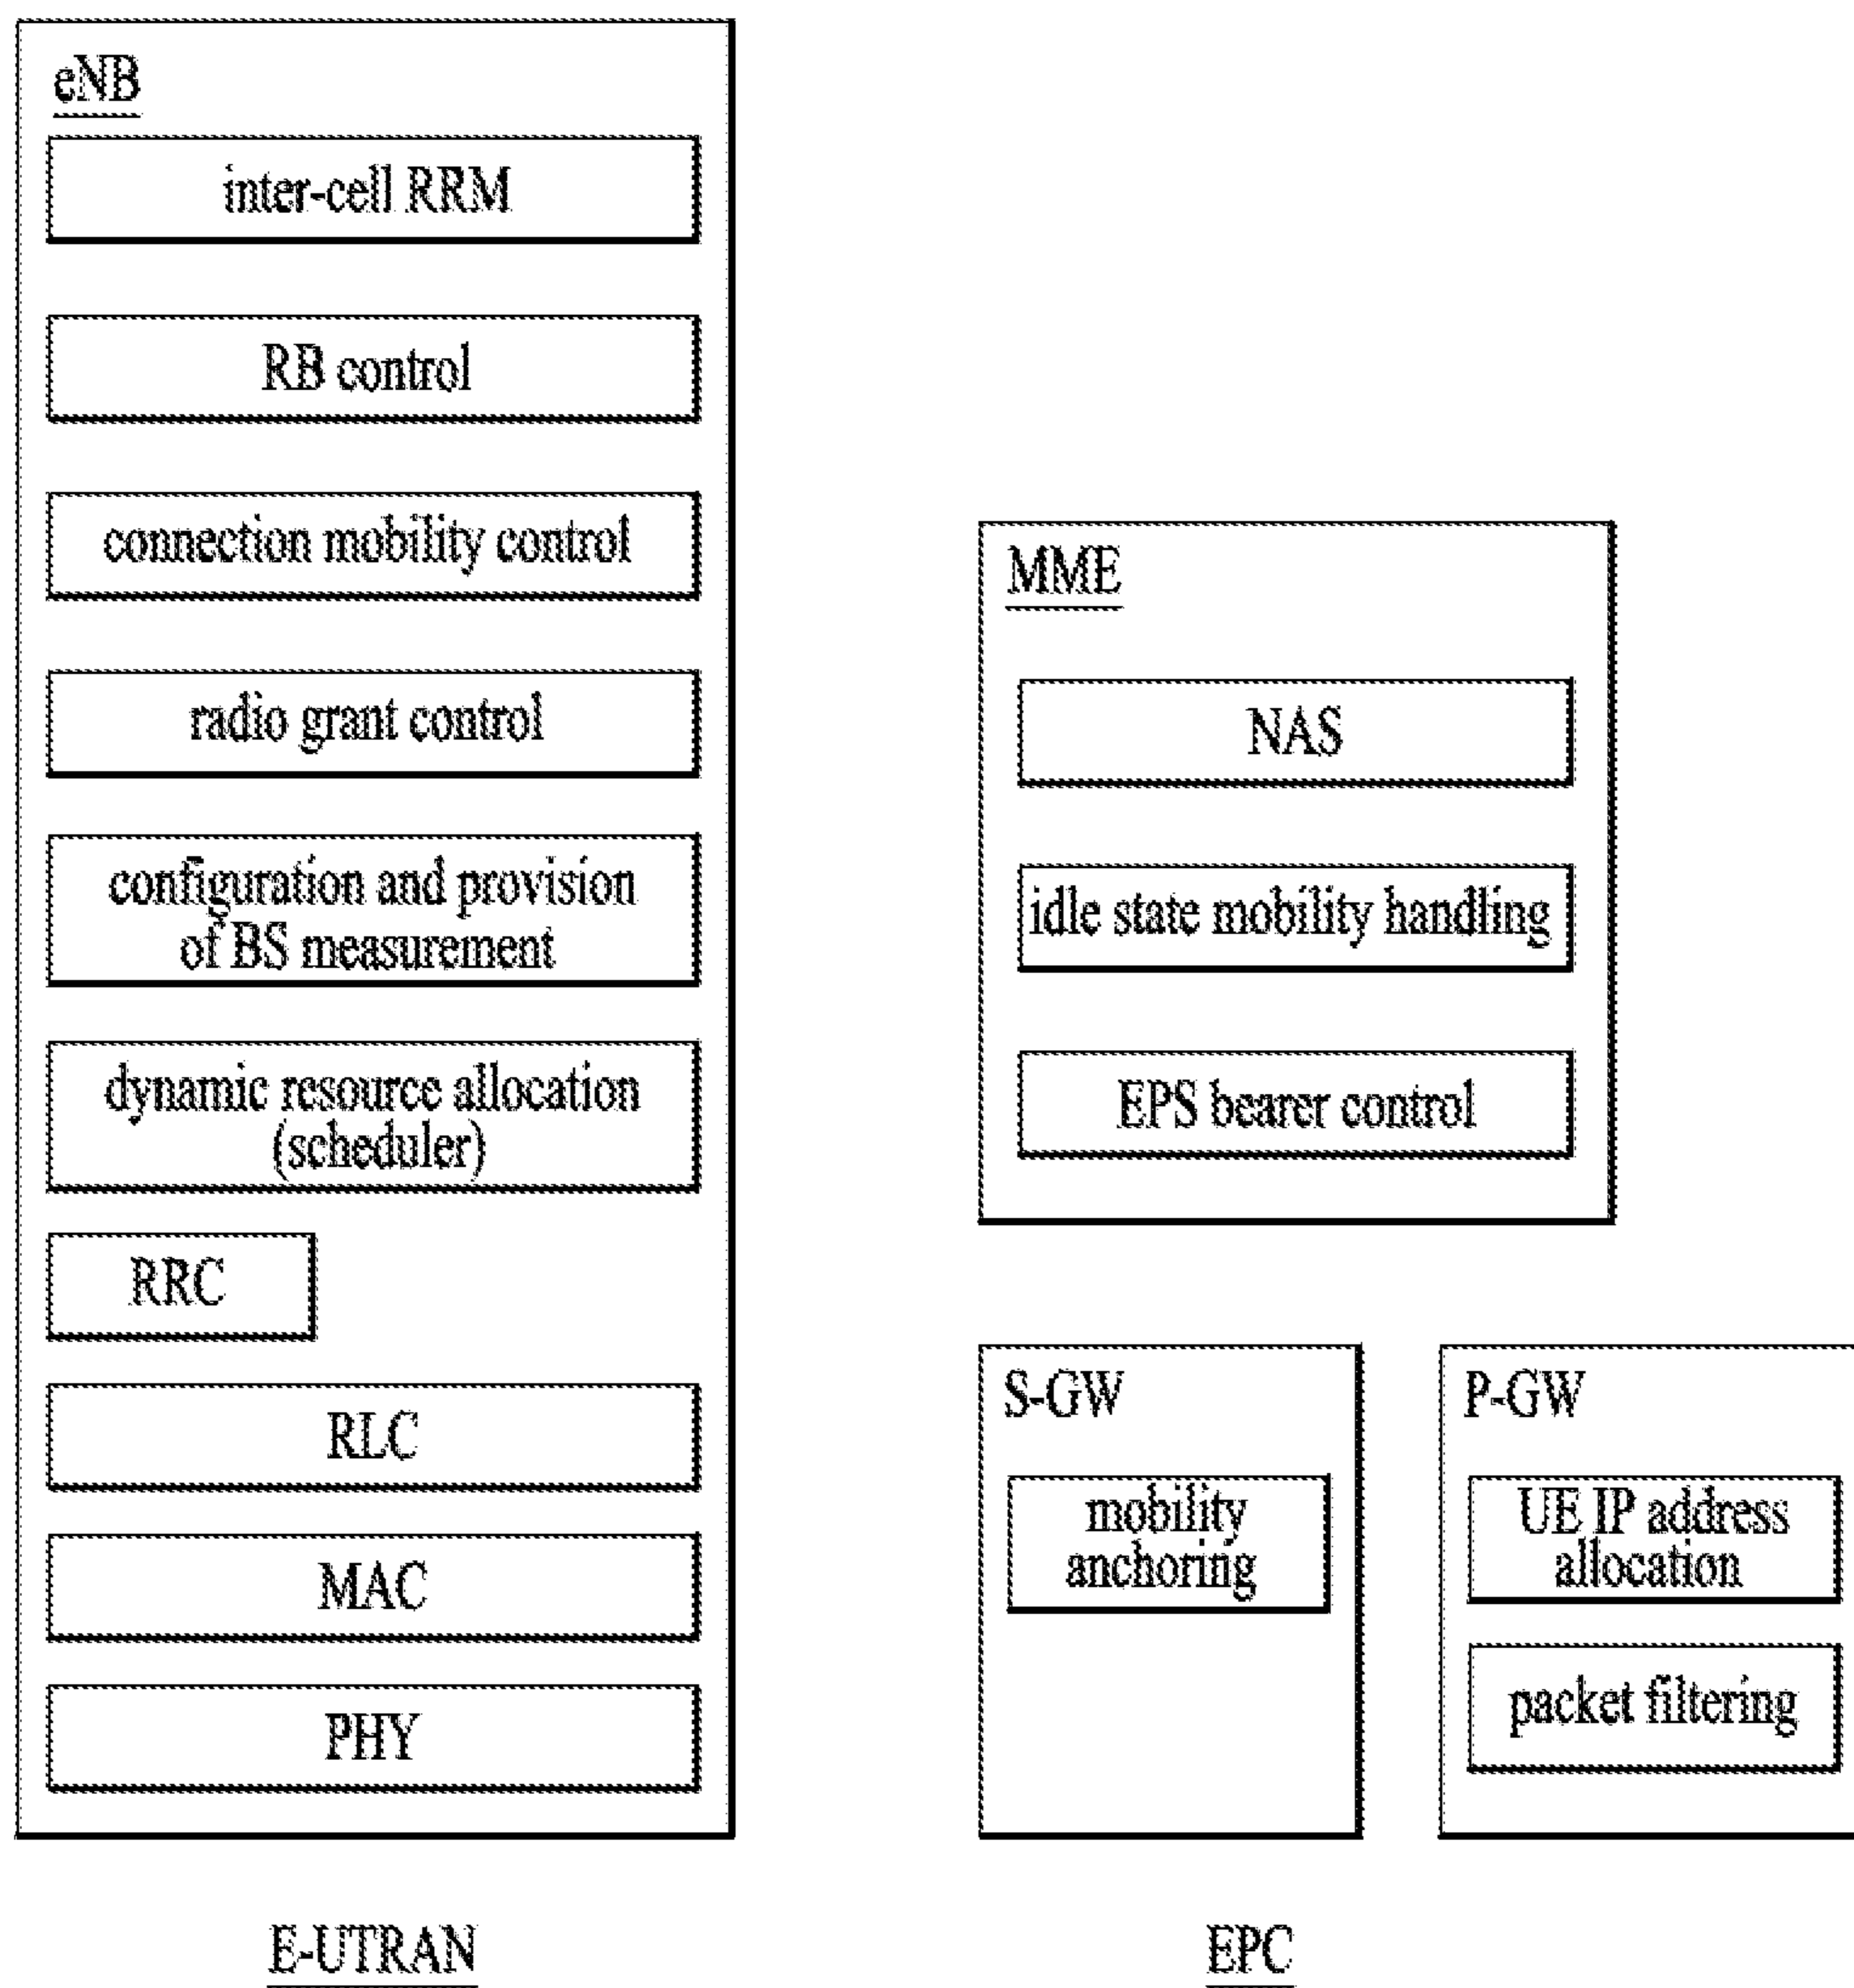 eNB
inter-cell RRM
RB control
connection mobility control
radio grant control
configuration and provision
of BS measurement
dynamic resource allocation
(scheduler)
RRC
RLC
MAC
PHY
E-UTRAN
MME
NAS
idle state mobility handling
EPS bearer control
S-GW
mobility
anchoring
P-GW
UE IP address
allocation
packet filtering
EPC